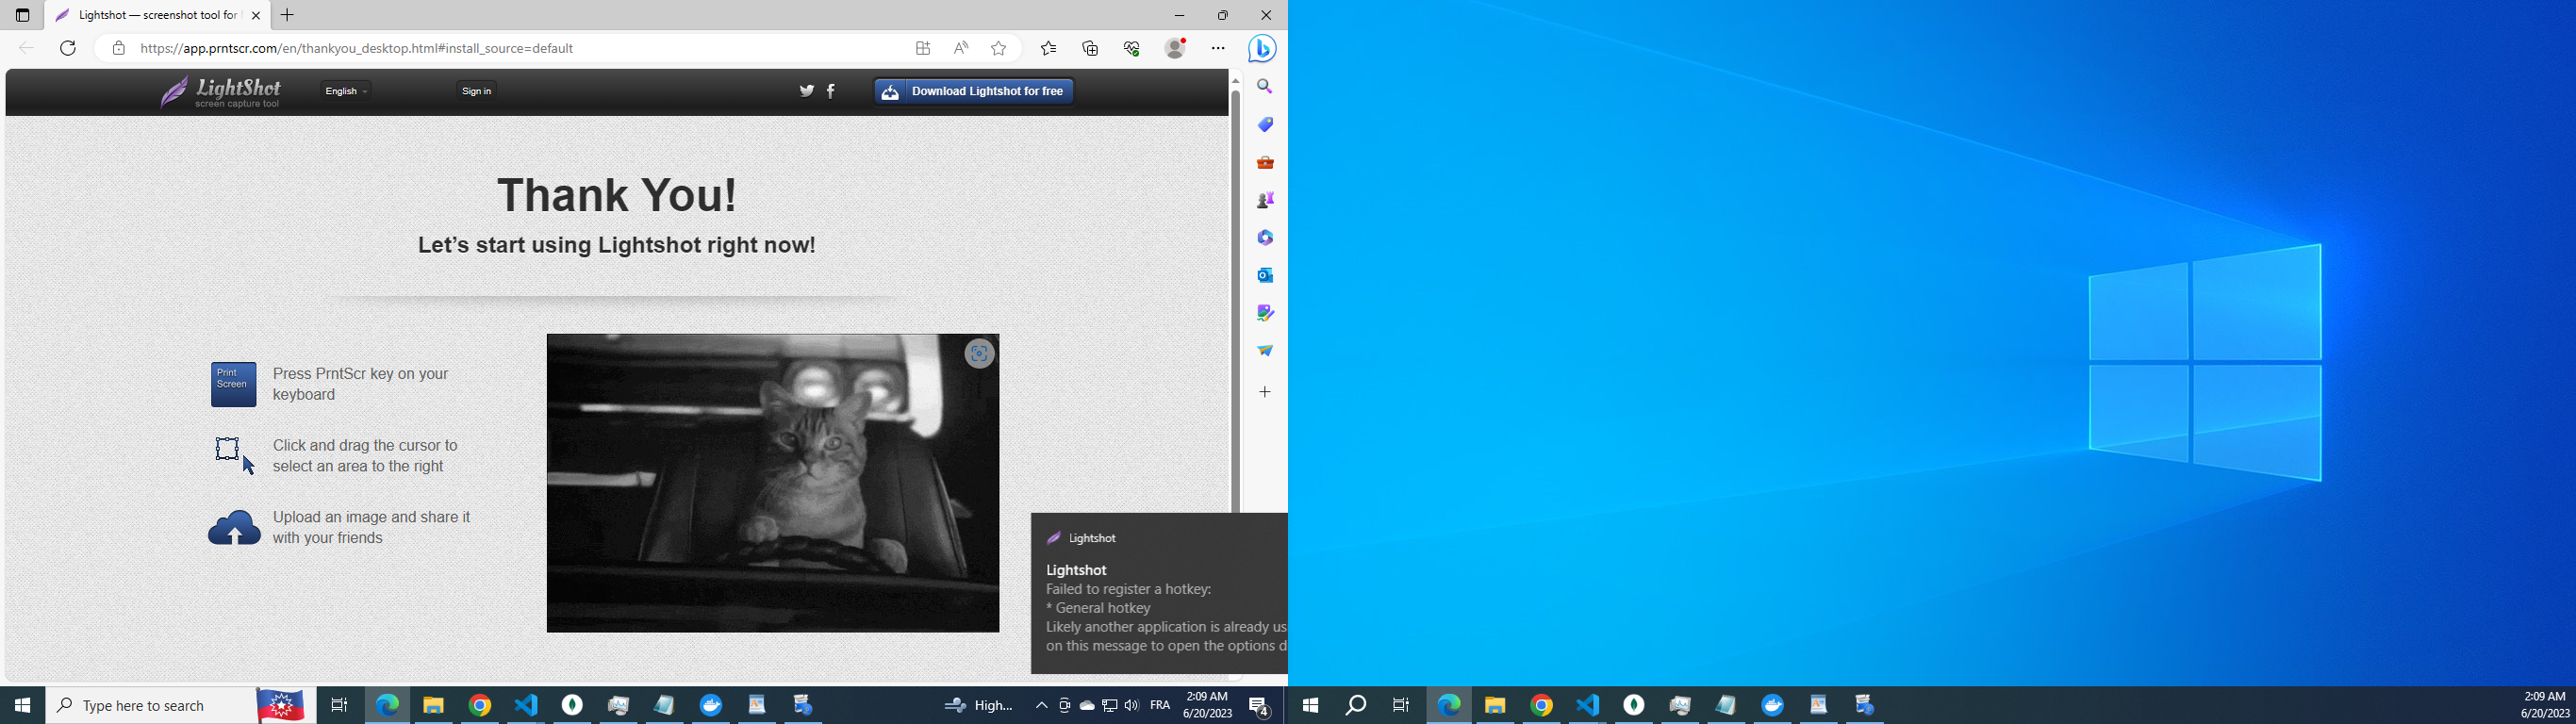 Lightshot — screenshot tool for
https://app.prntscr.com/en/thankyou_desktop.html#install_source=default
LightShot
screen capture tool
English
Sign in
Download Lightshot for free
Thank You!
Let’s start using Lightshot right now!
Print
Screen
Press PrntScr key on your
keyboard
Click and drag the cursor to
select an area to the right
Upload an image and share it
with your friends
Lightshot
Lightshot
Failed to register a hotkey:
* General hotkey
Likely another application is already us
on this message to open the options d
Type here to search
High...
FRA
2:09 AM
6/20/2023
4
2:09 AM
6/20/2023